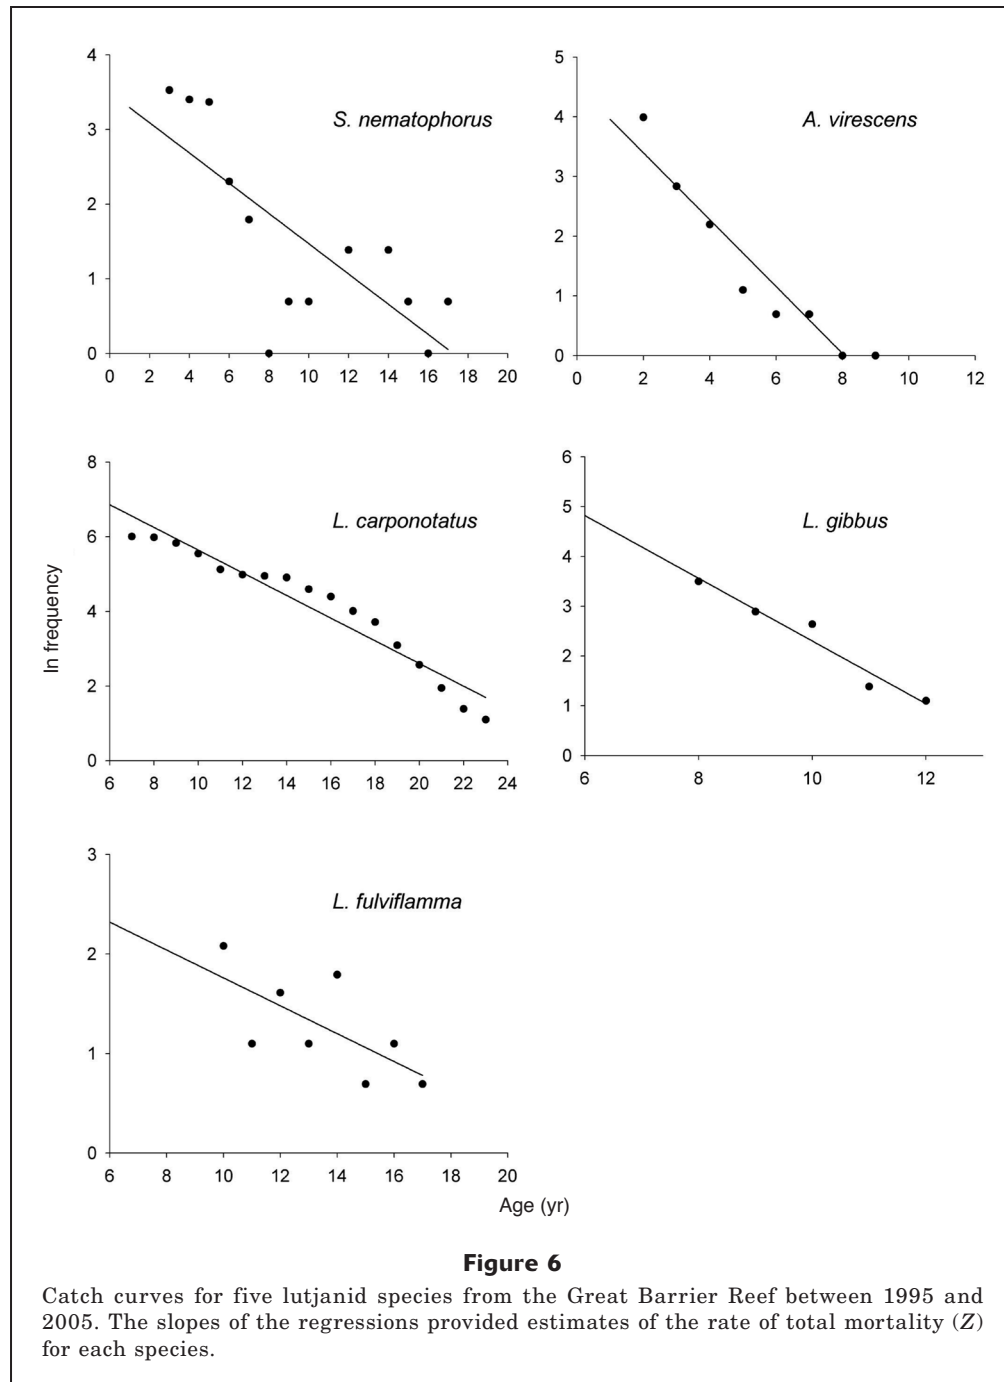 4
3
2
1
0
0 2 4 6 8 10 12 14 16 18 20
S. nematophorus
5
4
3
2
1
0
0 2 4 6 8 10 12
A. virescens
8
6
4
2
0
6 8 10 12 14 16 18 20 22 24
L. carponotatus
6
5
4
3
2
1
0
6 8 10 12
L. gibbus
ln frequency
3
2
1
0
6 8 10 12 14 16 18 20
L. fulviflamma
Age (yr)
Figure 6
Catch curves for five lutjanid species from the Great Barrier Reef between 1995 and
2005. The slopes of the regressions provided estimates of the rate of total mortality (Z)
for each species.